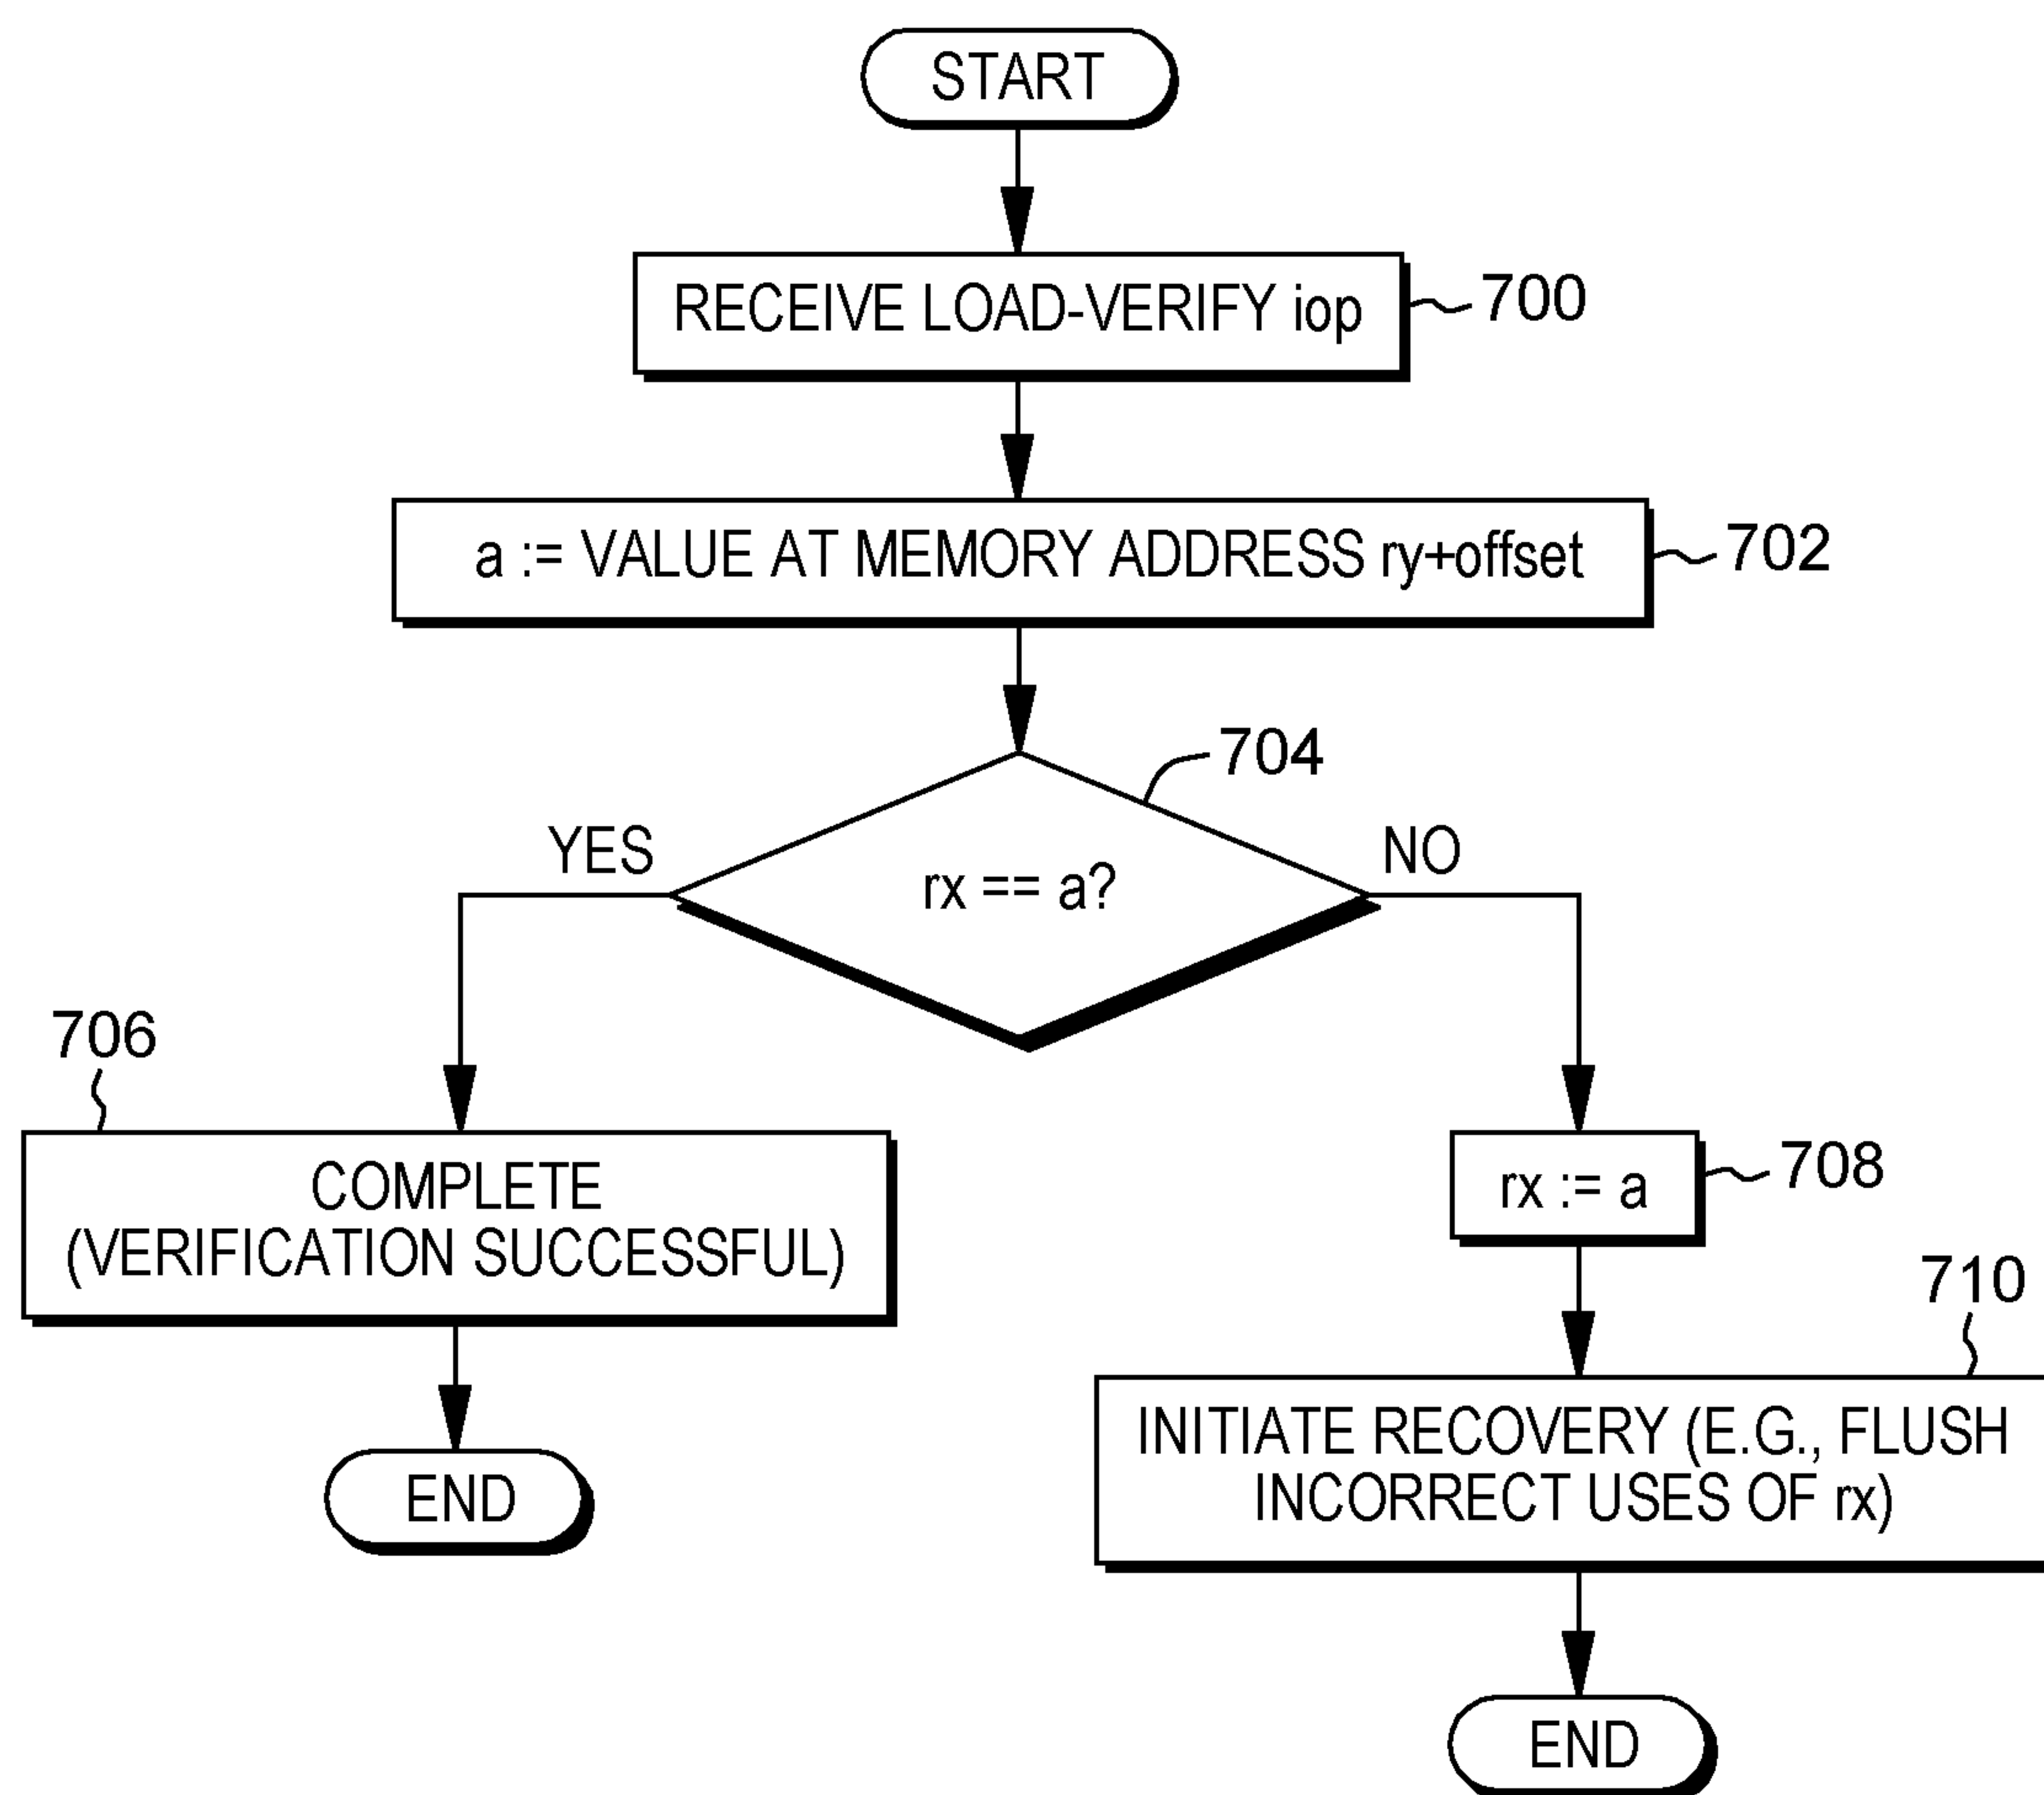 START
RECEIVE LOAD-VERIFY iop
700
a := VALUE AT MEMORY ADDRESS ry+offset
702
704
YES
rx == a?
NO
706
COMPLETE
(VERIFICATION SUCCESSFUL)
rx := a
708
710
INITIATE RECOVERY (E.G., FLUSH
INCORRECT USES OF rx)
END
END